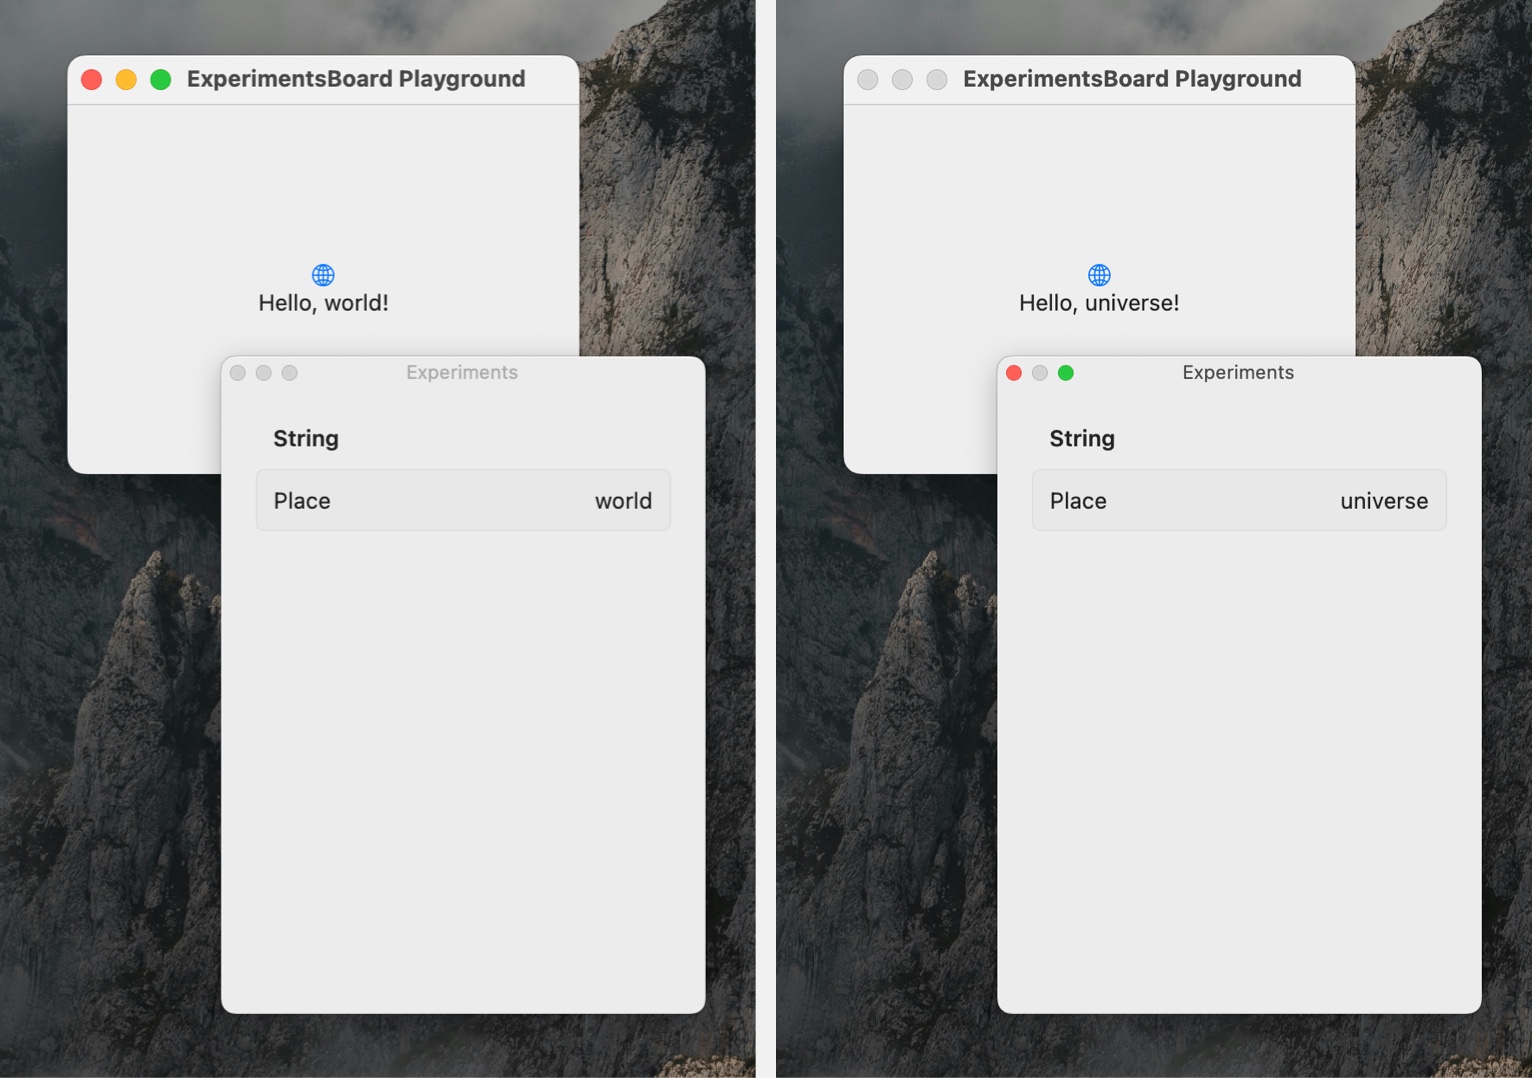 ExperimentsBoard Playground
Hello, world!
Experiments
String
Place world
ExperimentsBoard Playground
Hello, universe!
Experiments
String
Place universe